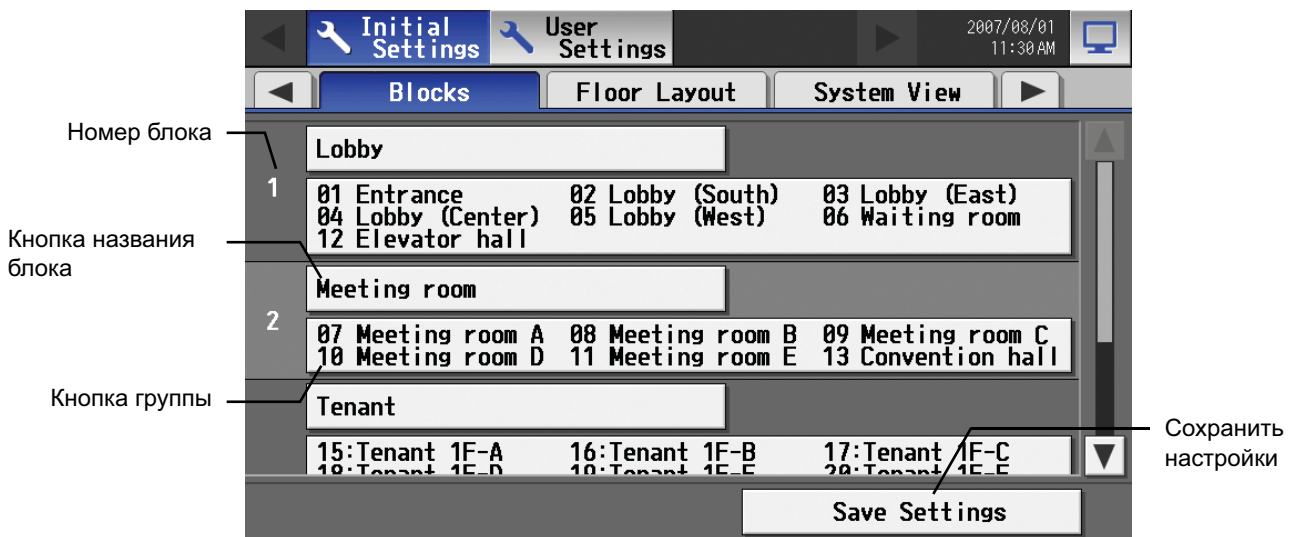 Initial Settings
User Settings
2007/08/01
11:30 AM
Blocks
Floor Layout
System View
Номер блока
1
Lobby
01 Entrance 02 Lobby (South) 03 Lobby (East)
04 Lobby (Center) 05 Lobby (West) 06 Waiting room
12 Elevator hall
Кнопка названия
блока
2
Meeting room
07 Meeting room A 08 Meeting room B 09 Meeting room C
10 Meeting room D 11 Meeting room E 13 Convention hall
Кнопка группы
Tenant
15:Tenant 1F-A 16:Tenant 1F-B 17:Tenant 1F-C
Сохранить
настройки
Save Settings